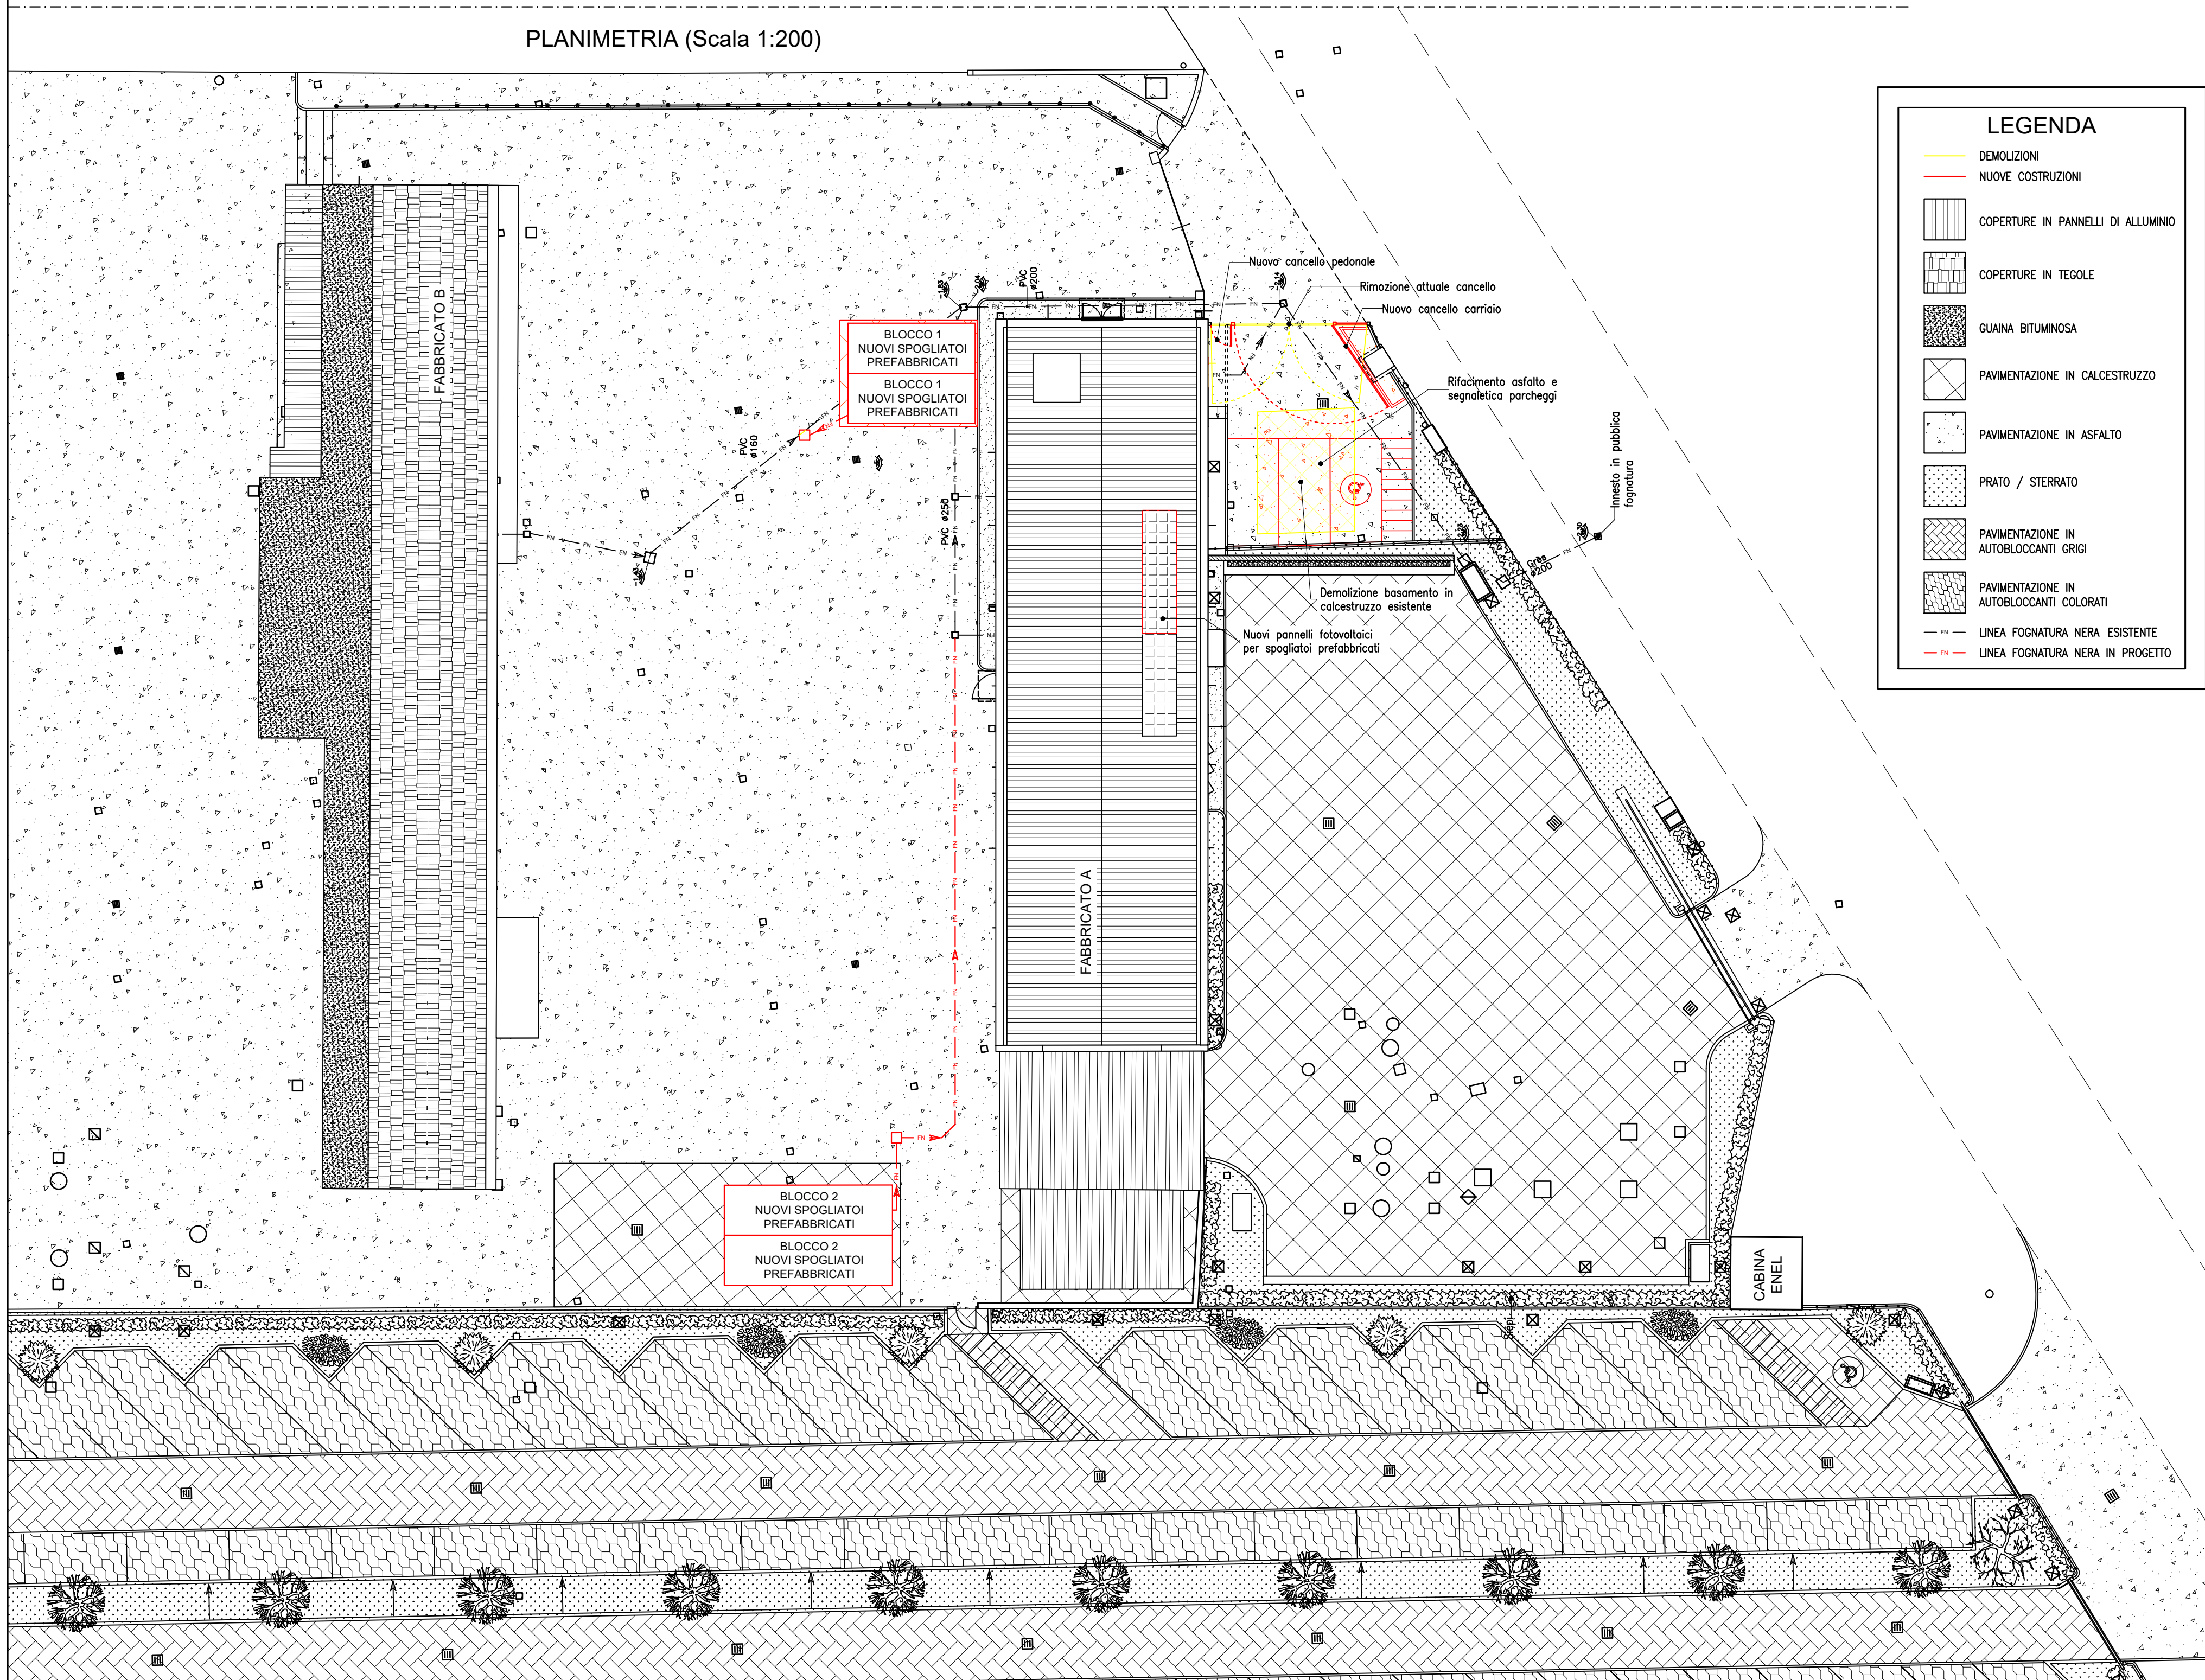 PLANIMETRIA (Scala 1:200)
LEGENDA
DEMOLIZIONI
NUOVE COSTRUZIONI
COPERTURE IN PANNELLI DI ALLUMINIO
COPERTURE IN TEGOLE
GUAINA BITUMINOSA
PAVIMENTAZIONE IN CALCESTRUZZO
PAVIMENTAZIONE IN ASFALTO
PRATO / STERRATO
PAVIMENTAZIONE IN
AUTOBLOCCANTI GRIGI
PAVIMENTAZIONE IN
AUTOBLOCCANTI COLORATI
FN
LINEA FOGNATURA NERA ESISTENTE
FN
LINEA FOGNATURA NERA IN PROGETTO
FABBRICATO B
BLOCCO 1
NUOVI SPOGLIATOI
PREFABBRICATI
BLOCCO 1
NUOVI SPOGLIATOI
PREFABBRICATI
PVC
ø160
PVC
ø200
PVC ø250
Nuovo cancello pedonale
Rimozione attuale cancello
Nuovo cancello carriaio
Rifacimento asfalto e
segnaletica parcheggi
Innesto in pubblica
fognatura
Grès
ø200
Demolizione basamento in
calcestruzzo esistente
Nuovi pannelli fotovoltaici
per spogliatoi prefabbricati
FABBRICATO A
BLOCCO 2
NUOVI SPOGLIATOI
PREFABBRICATI
BLOCCO 2
NUOVI SPOGLIATOI
PREFABBRICATI
CABINA
ENEL